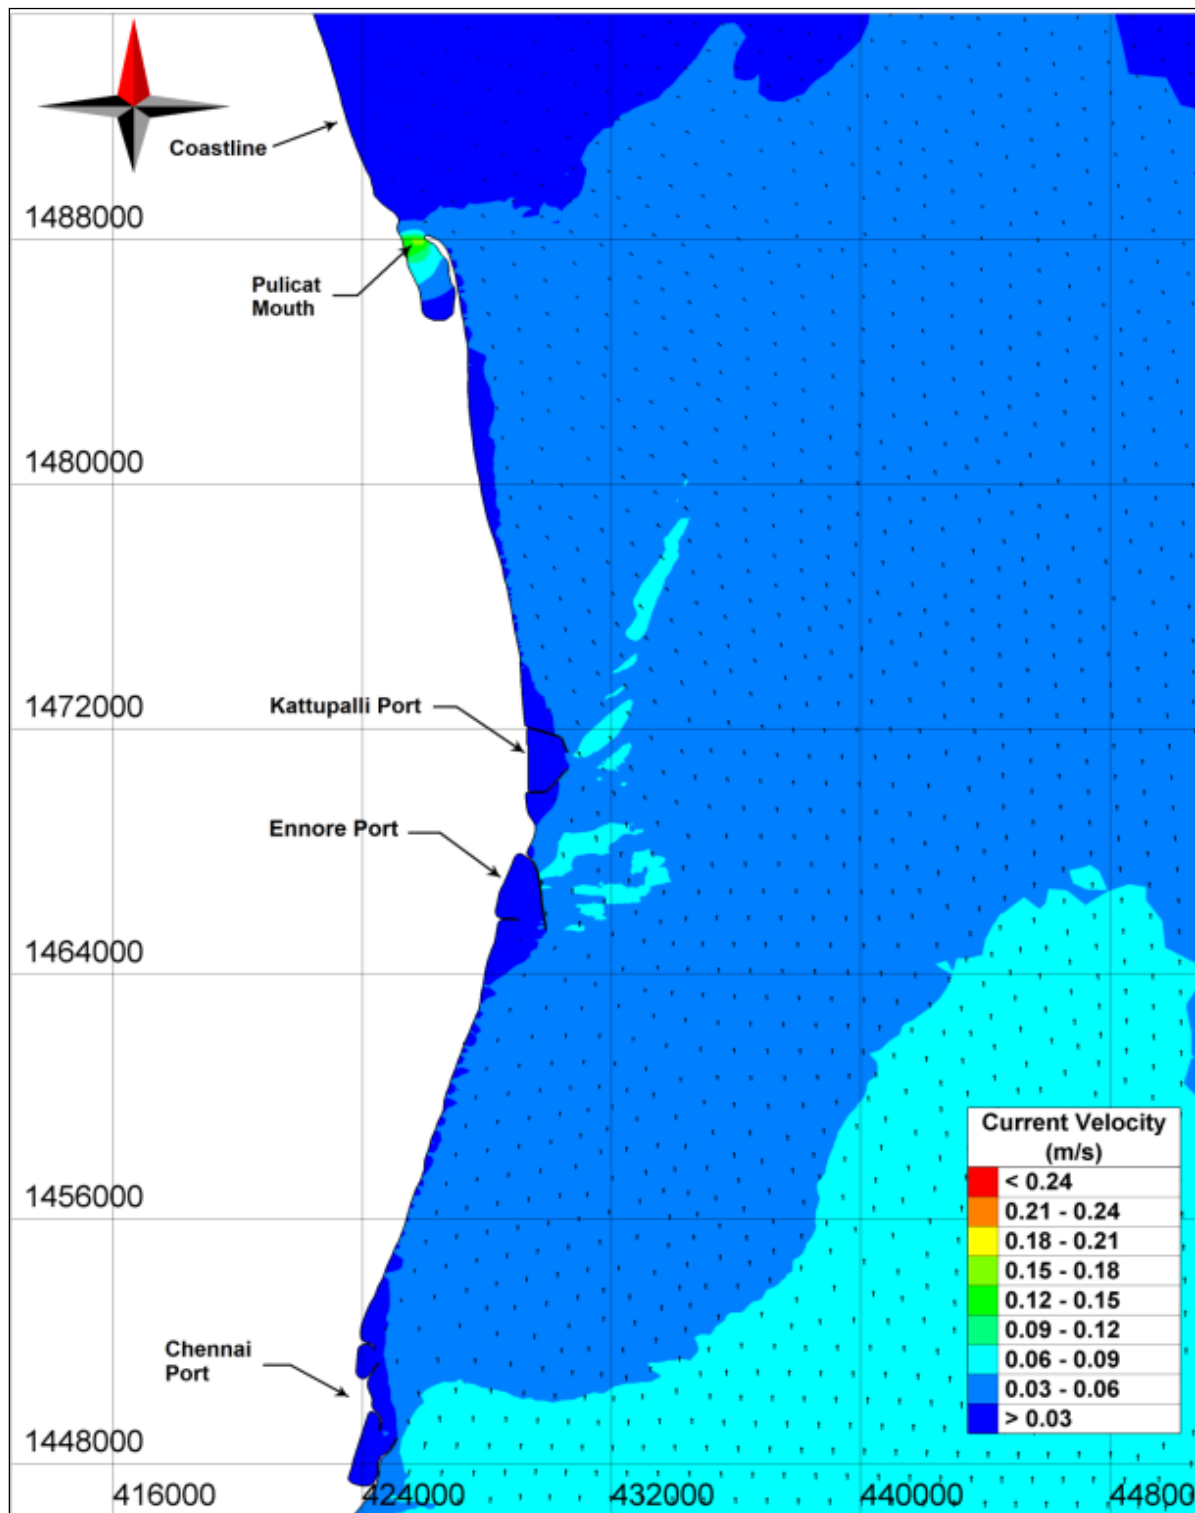 Coastline
1488000
Pulicat
Mouth
1480000
1472000
Kattupalli Port
Ennore Port
1464000
1456000
Chennai
Port
1448000
416000
424000
432000
440000
448000
Current Velocity
(m/s)
< 0.24
0.21 - 0.24
0.18 - 0.21
0.15 - 0.18
0.12 - 0.15
0.09 - 0.12
0.06 - 0.09
0.03 - 0.06
> 0.03